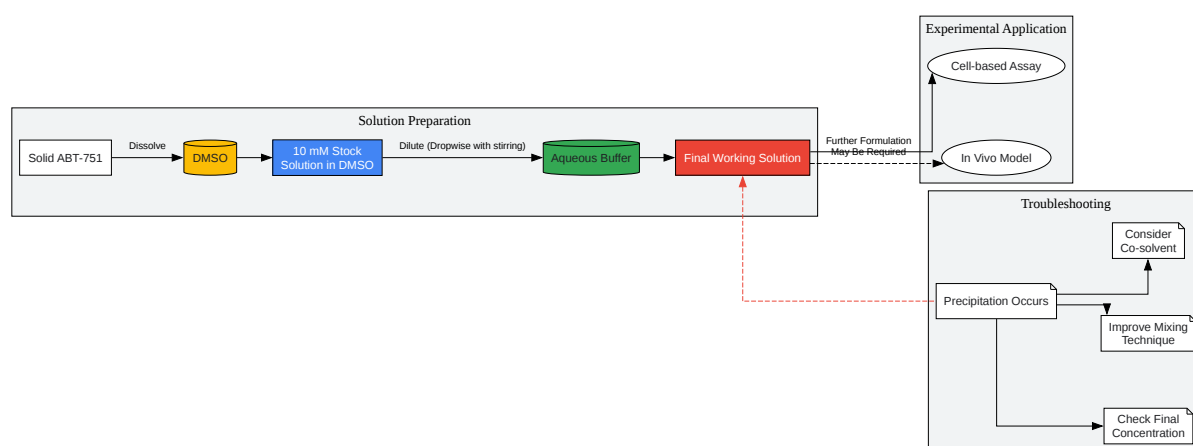 Experimental Application
Cell-based Assay
Solution Preparation
Solid ABT-751
Dissolve
DMSO
10 mM Stock
Solution in DMSO
Dilute (Dropwise with stirring)
Aqueous Buffer
Final Working Solution
Further Formulation
May Be Required
In Vivo Model
Troubleshooting
Consider
Co-solvent
Precipitation Occurs
Improve Mixing
Technique
Check Final
Concentration